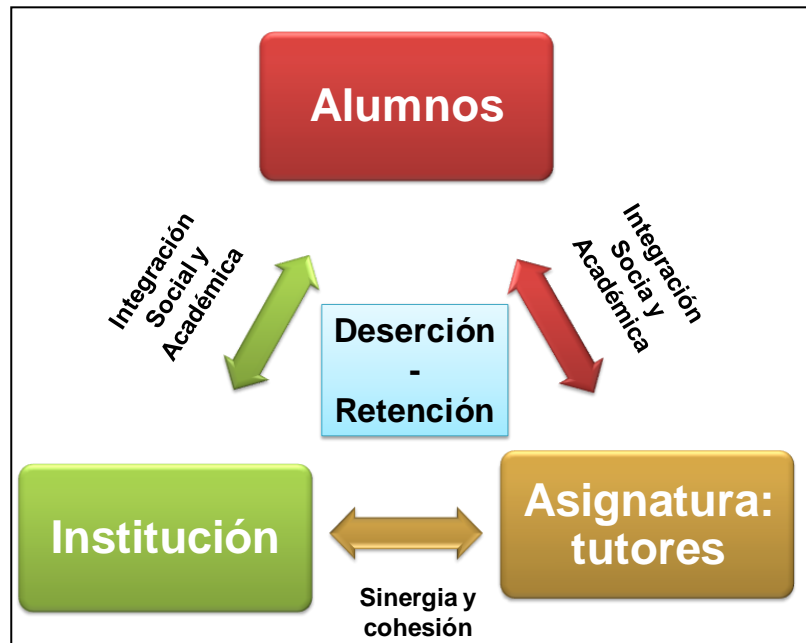 Alumnos
Integración
Social y
Académica
Integración
Socia y
Académica
Deserción
-
Retención
Institución
Asignatura:
tutores
Sinergia y
cohesión